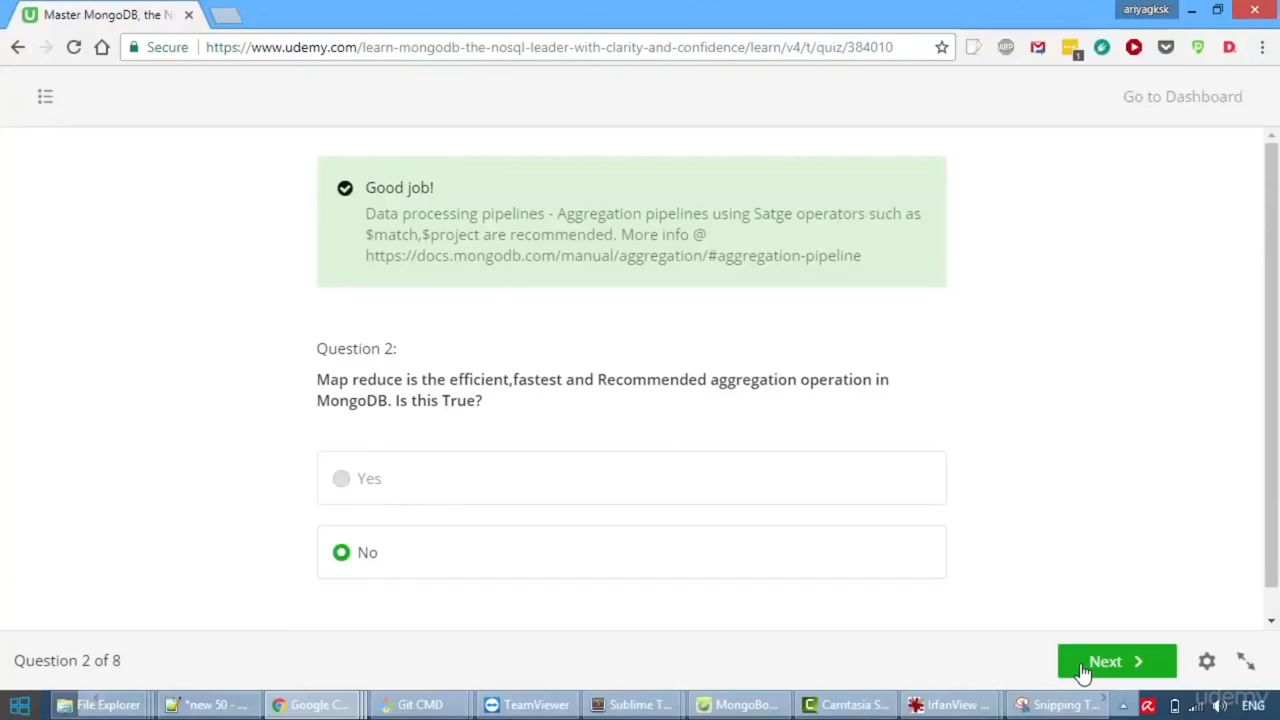 Master MongoDB, the N
ariyagksk
Secure
https://www.udemy.com/learn-mongodb-the-nosql-leader-with-clarity-and-confidence/learn/v4/t/quiz/384010
ABP
1
D.
Go to Dashboard
Good job!
Data processing pipelines - Aggregation pipelines using Satge operators such as
$match,$project are recommended. More info @
https://docs.mongodb.com/manual/aggregation/#aggregation-pipeline
Question 2:
Map reduce is the efficient,fastest and Recommended aggregation operation in
MongoDB. Is this True?
Yes
No
Question 2 of 8
Next
udemy
File Explorer
*new 50 - ...
Google C...
Git CMD
TeamViewer
Sublime T...
MongoBo...
Camtasia S...
IrfanView ...
Snipping T...
ENG